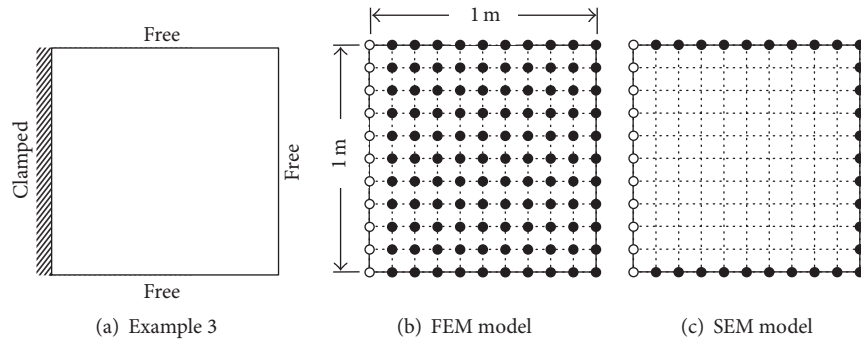 Free
Clamped
Free
Free
(a) Example 3
1 m
1 m
(b) FEM model
(c) SEM model